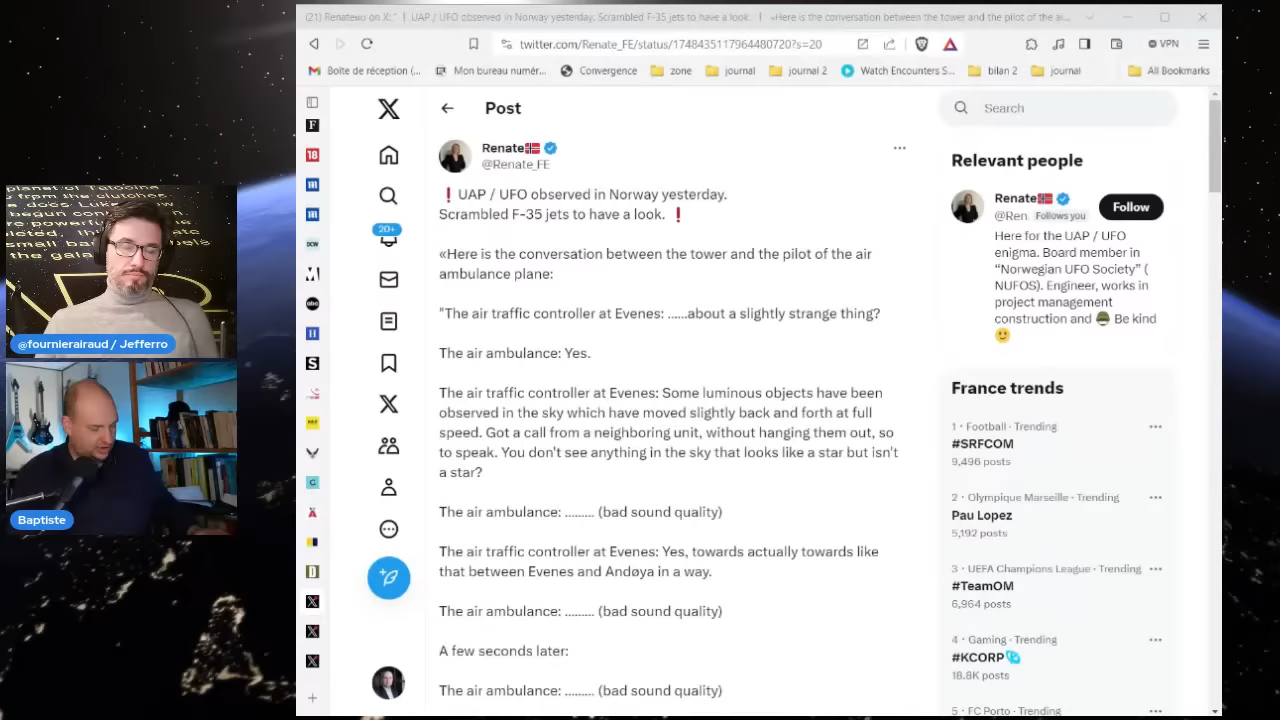 (21) Renate🇳🇴 on X: "❗UAP / UFO observed in Norway yesterday. Scrambled F-35 jets to have a look.❗ «Here is the conversation between the tower and the pilot of the ai...
twitter.com/Renate_FE/status/1748435117964480720?s=20
VPN
Boîte de réception (...
Mon bureau numér...
Convergence
zone
journal
journal 2
Watch Encounters S...
bilan 2
journal
All Bookmarks
Post
Search
Renate🇳🇴
@Renate_FE
❗UAP / UFO observed in Norway yesterday.
Scrambled F-35 jets to have a look. ❗
«Here is the conversation between the tower and the pilot of the air
ambulance plane:
"The air traffic controller at Evenes: ......about a slightly strange thing?
The air ambulance: Yes.
The air traffic controller at Evenes: Some luminous objects have been
observed in the sky which have moved slightly back and forth at full
speed. Got a call from a neighboring unit, without hanging them out, so
to speak. You don't see anything in the sky that looks like a star but isn't
a star?
The air ambulance: ......... (bad sound quality)
The air traffic controller at Evenes: Yes, towards actually towards like
that between Evenes and Andøya in a way.
The air ambulance: ......... (bad sound quality)
A few seconds later:
The air ambulance: ......... (bad sound quality)
20+
Relevant people
Renate🇳🇴
@Ren Follows you
Follow
Here for the UAP / UFO
enigma. Board member in
"Norwegian UFO Society" (
NUFOS). Engineer, works in
project management
construction and 🪖 Be kind
🙂
France trends
1 · Football · Trending
#SRFCOM
9,496 posts
2 · Olympique Marseille · Trending
Pau Lopez
5,192 posts
3 · UEFA Champions League · Trending
#TeamOM
6,964 posts
4 · Gaming · Trending
#KCORP
18.8K posts
5 · FC Porto · Trending
@fournierairaud / Jefferro
Baptiste